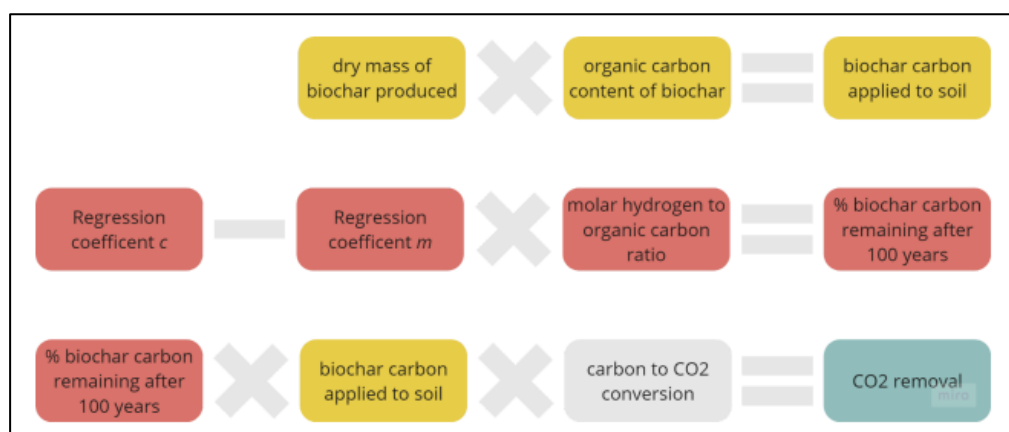 dry mass of
biochar produced
organic carbon
content of biochar
biochar carbon
applied to soil
Regression
coefficent c
Regression
coefficent m
molar hydrogen to
organic carbon
ratio
% biochar carbon
remaining after
100 years
% biochar carbon
remaining after
100 years
biochar carbon
applied to soil
carbon to CO2
conversion
CO2 removal
miro